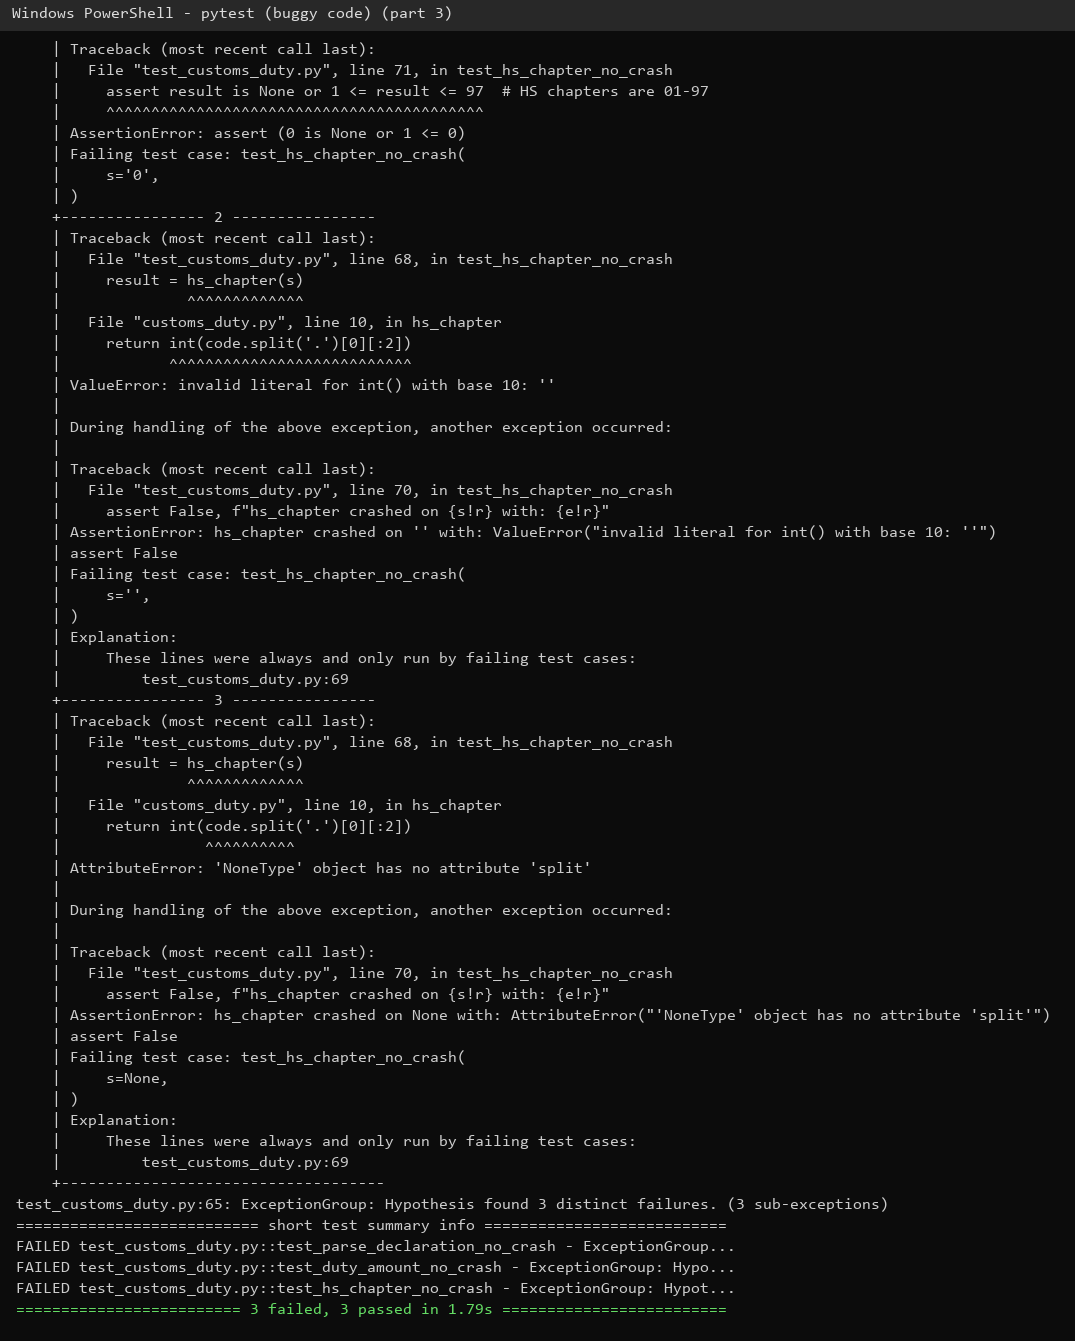 Windows PowerShell - pytest (buggy code) (part 3)
    | Traceback (most recent call last):
    |   File "test_customs_duty.py", line 71, in test_hs_chapter_no_crash
    |     assert result is None or 1 <= result <= 97  # HS chapters are 01-97
    |     ^^^^^^^^^^^^^^^^^^^^^^^^^^^^^^^^^^^^^^^^^^
    | AssertionError: assert (0 is None or 1 <= 0)
    | Failing test case: test_hs_chapter_no_crash(
    |     s='0',
    | )
    +---------------- 2 ----------------
    | Traceback (most recent call last):
    |   File "test_customs_duty.py", line 68, in test_hs_chapter_no_crash
    |     result = hs_chapter(s)
    |              ^^^^^^^^^^^^^
    |   File "customs_duty.py", line 10, in hs_chapter
    |     return int(code.split('.')[0][:2])
    |            ^^^^^^^^^^^^^^^^^^^^^^^^^^^
    | ValueError: invalid literal for int() with base 10: ''
    |
    | During handling of the above exception, another exception occurred:
    |
    | Traceback (most recent call last):
    |   File "test_customs_duty.py", line 70, in test_hs_chapter_no_crash
    |     assert False, f"hs_chapter crashed on {s!r} with: {e!r}"
    | AssertionError: hs_chapter crashed on '' with: ValueError("invalid literal for int() with base 10: ''")
    | assert False
    | Failing test case: test_hs_chapter_no_crash(
    |     s='',
    | )
    | Explanation:
    |     These lines were always and only run by failing test cases:
    |         test_customs_duty.py:69
    +---------------- 3 ----------------
    | Traceback (most recent call last):
    |   File "test_customs_duty.py", line 68, in test_hs_chapter_no_crash
    |     result = hs_chapter(s)
    |              ^^^^^^^^^^^^^
    |   File "customs_duty.py", line 10, in hs_chapter
    |     return int(code.split('.')[0][:2])
    |                ^^^^^^^^^^
    | AttributeError: 'NoneType' object has no attribute 'split'
    |
    | During handling of the above exception, another exception occurred:
    |
    | Traceback (most recent call last):
    |   File "test_customs_duty.py", line 70, in test_hs_chapter_no_crash
    |     assert False, f"hs_chapter crashed on {s!r} with: {e!r}"
    | AssertionError: hs_chapter crashed on None with: AttributeError("'NoneType' object has no attribute 'split'")
    | assert False
    | Failing test case: test_hs_chapter_no_crash(
    |     s=None,
    | )
    | Explanation:
    |     These lines were always and only run by failing test cases:
    |         test_customs_duty.py:69
    +------------------------------------
test_customs_duty.py:65: ExceptionGroup: Hypothesis found 3 distinct failures. (3 sub-exceptions)
=========================== short test summary info ===========================
FAILED test_customs_duty.py::test_parse_declaration_no_crash - ExceptionGroup...
FAILED test_customs_duty.py::test_duty_amount_no_crash - ExceptionGroup: Hypo...
FAILED test_customs_duty.py::test_hs_chapter_no_crash - ExceptionGroup: Hypot...
========================= 3 failed, 3 passed in 1.79s =========================